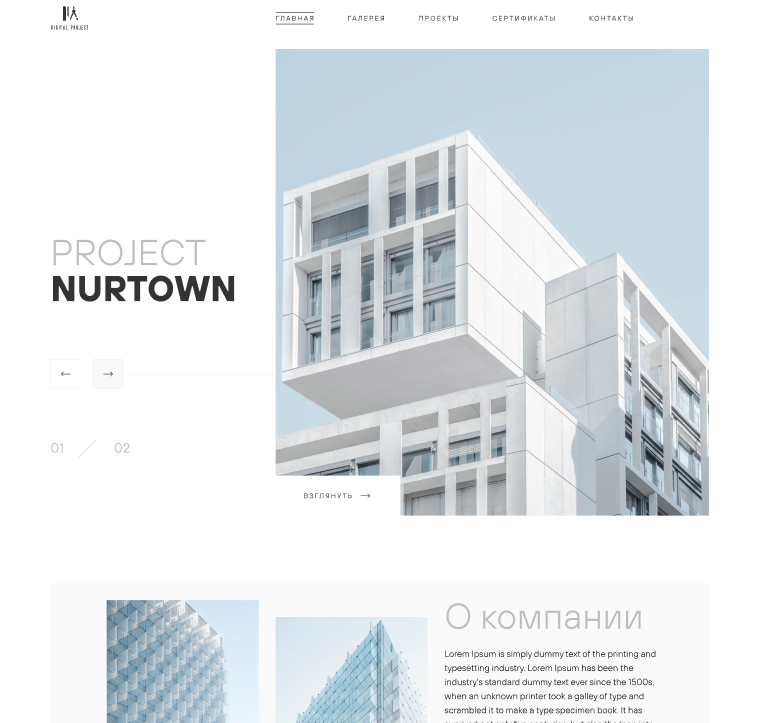 DIGITAL PROJECT
ГЛАВНАЯ
ГАЛЕРЕЯ
ПРОЕКТЫ
СЕРТИФИКАТЫ
КОНТАКТЫ
PROJECT
NURTOWN
01 / 02
ВЗГЛЯНУТЬ
О компании
Lorem Ipsum is simply dummy text of the printing and
typesetting industry. Lorem Ipsum has been the
industry's standard dummy text ever since the 1500s,
when an unknown printer took a galley of type and
scrambled it to make a type specimen book. It has